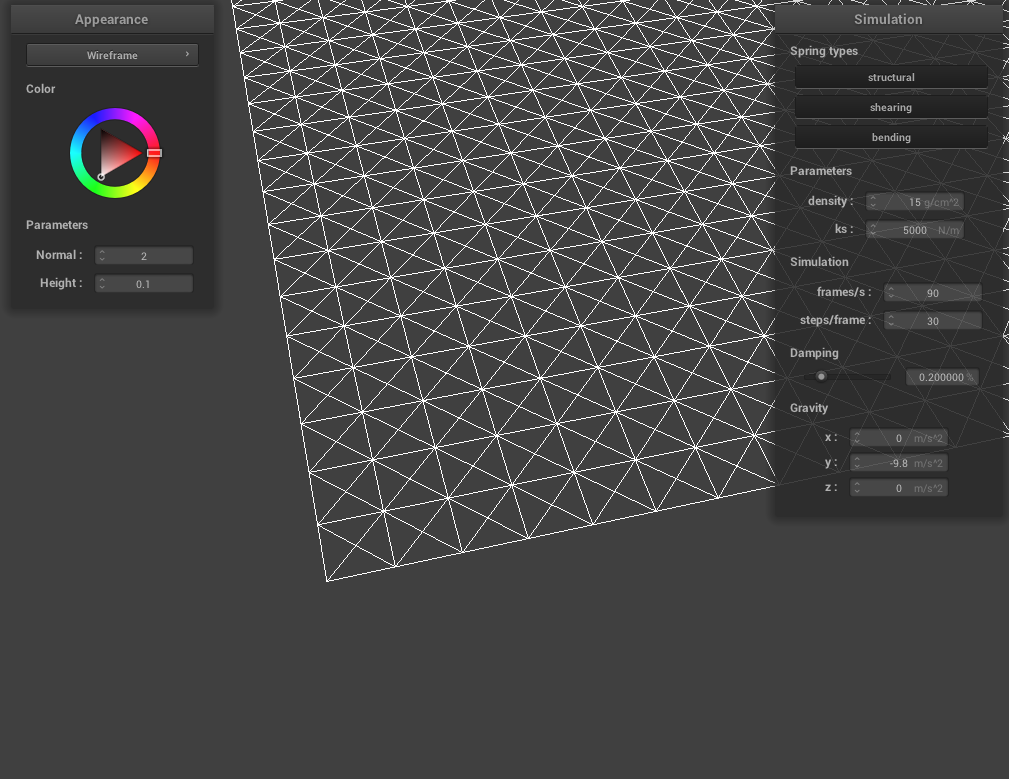 Appearance
Wireframe ›
Color
Parameters
Normal : 2
Height : 0.1
Simulation
Spring types
structural
shearing
bending
Parameters
density : 15 g/cm^2
ks : 5000 N/m
Simulation
frames/s : 90
steps/frame : 30
Damping
0.200000 %
Gravity
x : 0 m/s^2
y : -9.8 m/s^2
z : 0 m/s^2